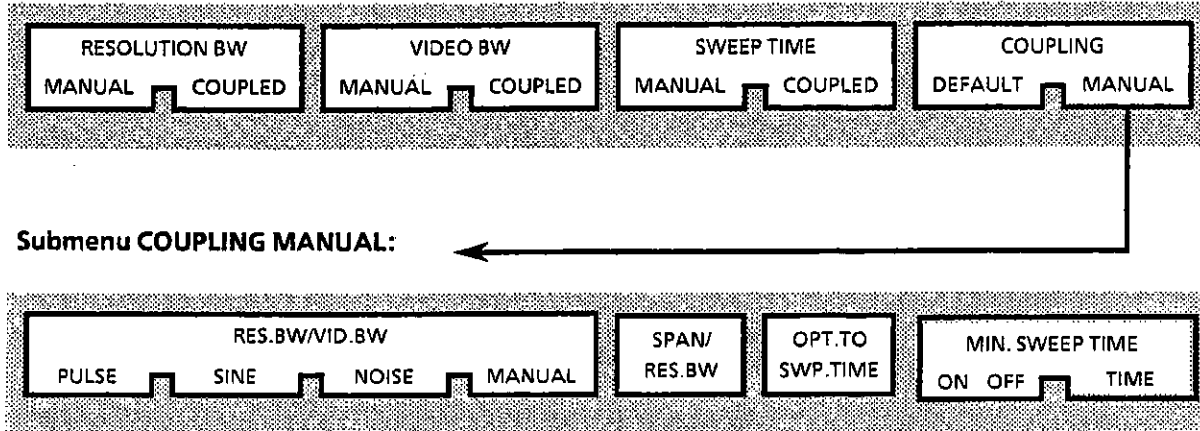 RESOLUTION BW
MANUAL COUPLED
VIDEO BW
MANUAL COUPLED
SWEEP TIME
MANUAL COUPLED
COUPLING
DEFAULT MANUAL
Submenu COUPLING MANUAL:
RES.BW/VID.BW
PULSE SINE NOISE MANUAL
SPAN/
RES.BW
OPT.TO
SWP.TIME
MIN. SWEEP TIME
ON OFF TIME